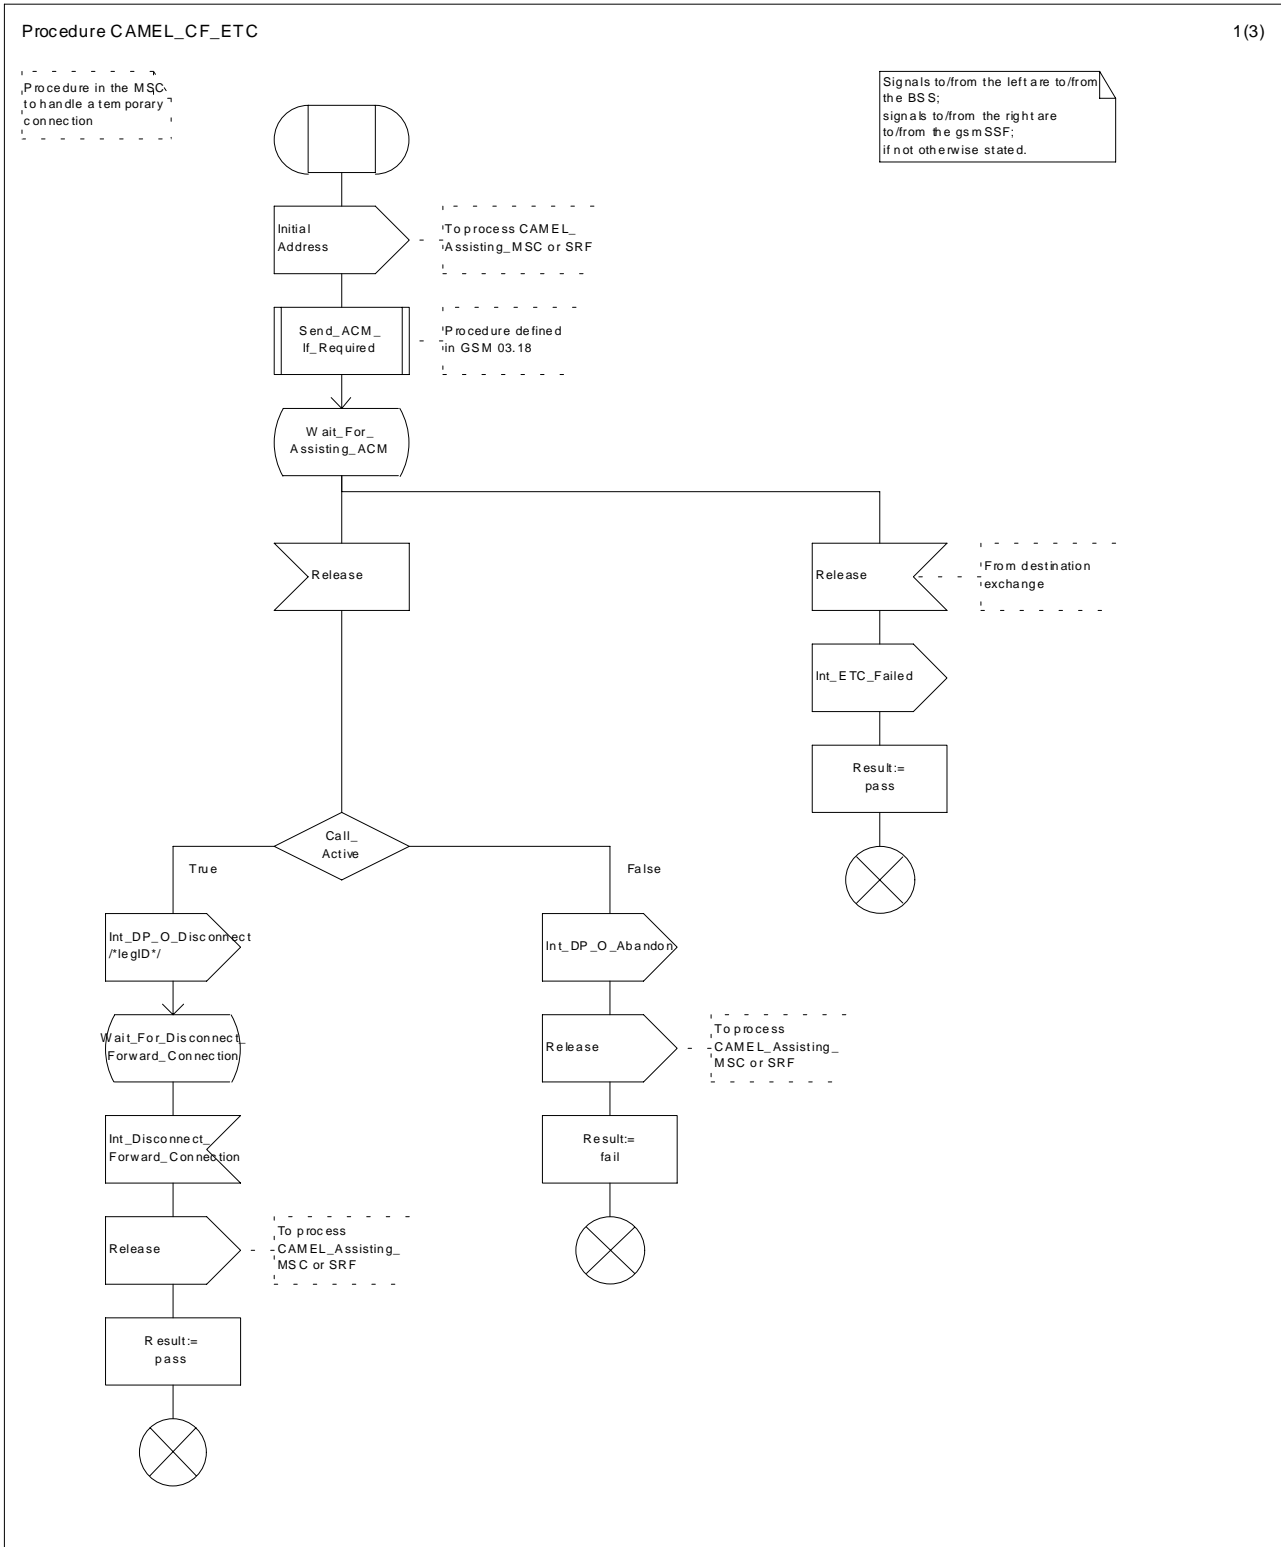 Procedure CAMEL_CF_ETC
1(3)
Procedure in the MSC
to handle a temporary
connection
Signals to/from the left are to/from
the BSS;
signals to/from the right are
to/from the gsmSSF;
if not otherwise stated.
Initial
Address
To process CAMEL_
Assisting_MSC or SRF
Send_ACM_
If_Required
Procedure defined
in GSM 03.18
Wait_For_
Assisting_ACM
Release
Release
From destination
exchange
Int_ETC_Failed
Result:=
pass
Call_
Active
True
False
Int_DP_O_Disconnect
/*legID*/
Int_DP_O_Abandon
Wait_For_Disconnect_
Forward_Connection
Release
To process
CAMEL_Assisting_
MSC or SRF
Int_Disconnect_
Forward_Connection
Result:=
fail
Release
To process
CAMEL_Assisting_
MSC or SRF
Result:=
pass